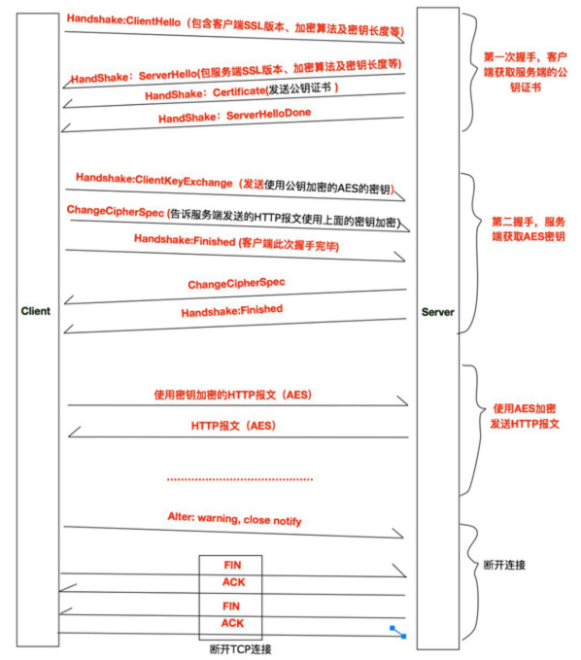 Handshake:ClientHello（包含客户端SSL版本、加密算法及密钥长度等）
HandShake：ServerHello(包服务端SSL版本、加密算法及密钥长度等)
HandShake：Certificate(发送公钥证书 )
HandShake：ServerHelloDone
第一次握手，客户
端获取服务端的公
钥证书
Handshake:ClientKeyExchange（发送使用公钥加密的AES的密钥)
ChangeCipherSpec (告诉服务端发送的HTTP报文使用上面的密钥加密)
Handshake:Finished (客户端此次握手完毕)
ChangeCipherSpec
Handshake:Finished
第二握手，服务
端获取AES密钥
Client
Server
使用密钥加密的HTTP报文（AES）
HTTP报文（AES）
使用AES加密
发送HTTP报文
Alter: warning, close notify
FIN
ACK
FIN
ACK
断开TCP连接
断开连接